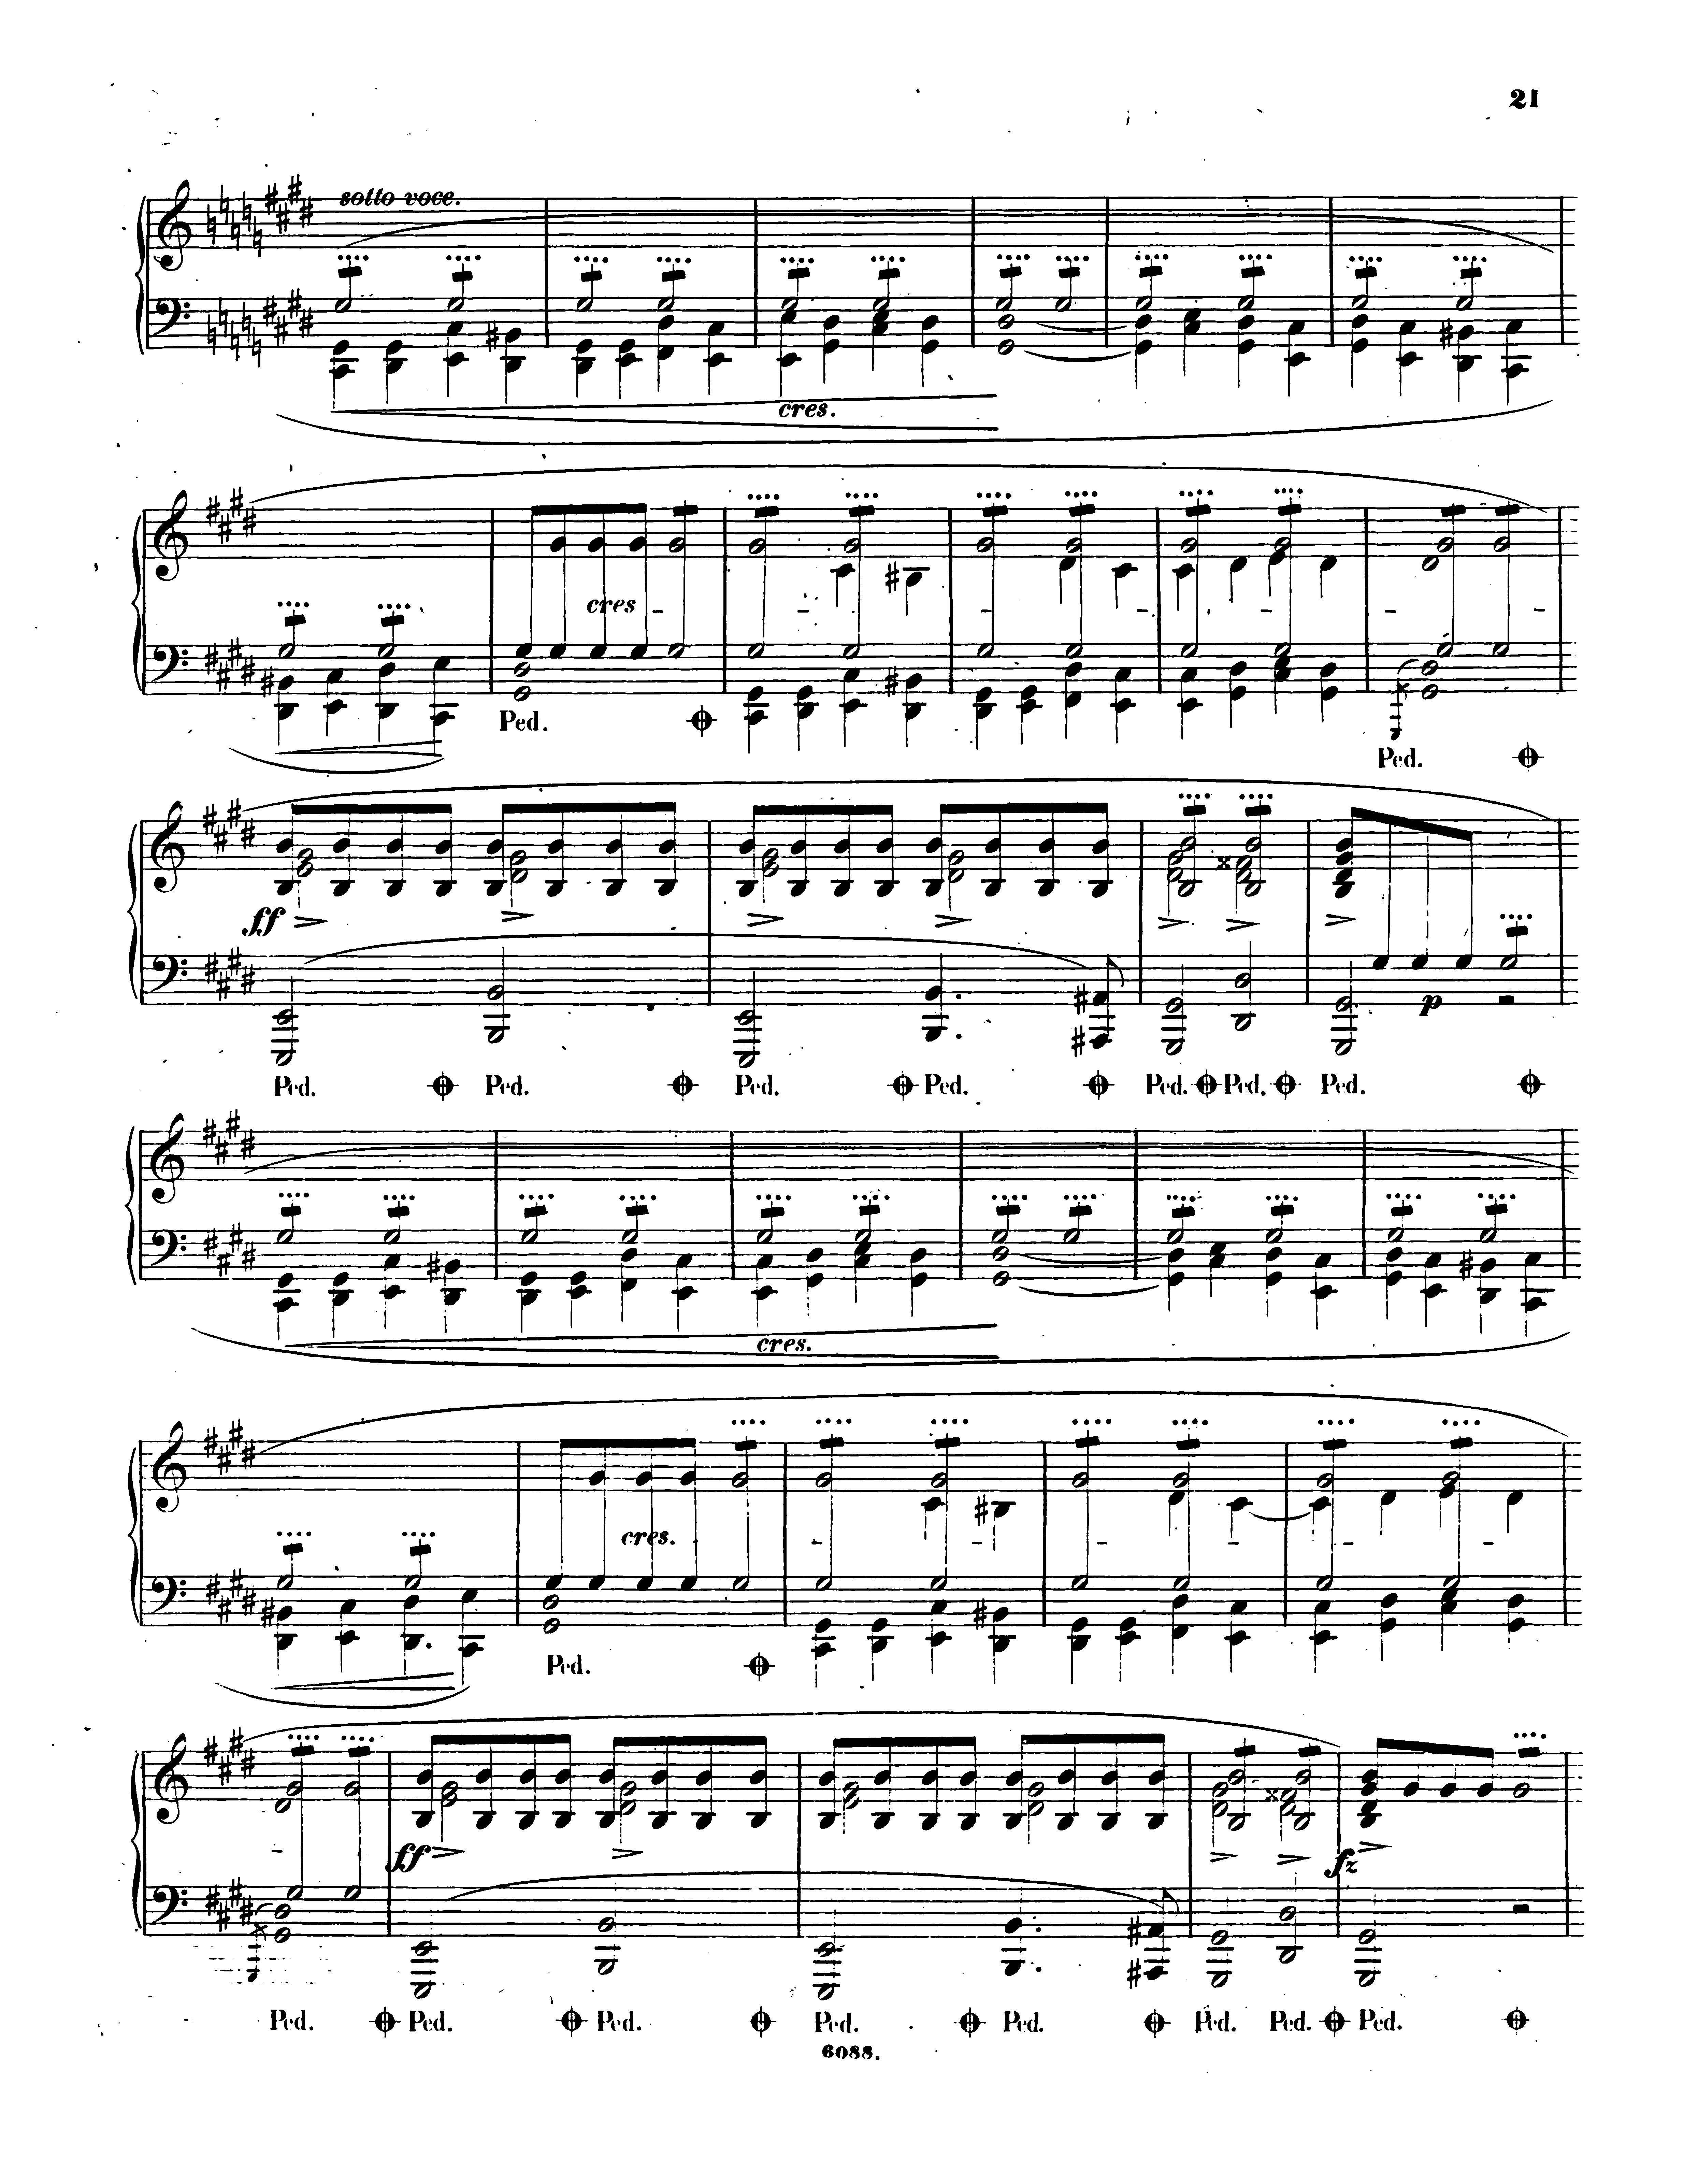 21
sotto voce.
cres.
cres
Ped.
Ped.
ff
p
Ped. Ped. Ped. Ped. Ped. Ped. Ped.
cres.
cres.
Ped.
ff fz
Ped. Ped. Ped. Ped. Ped. Ped. Ped. Ped.
6088.